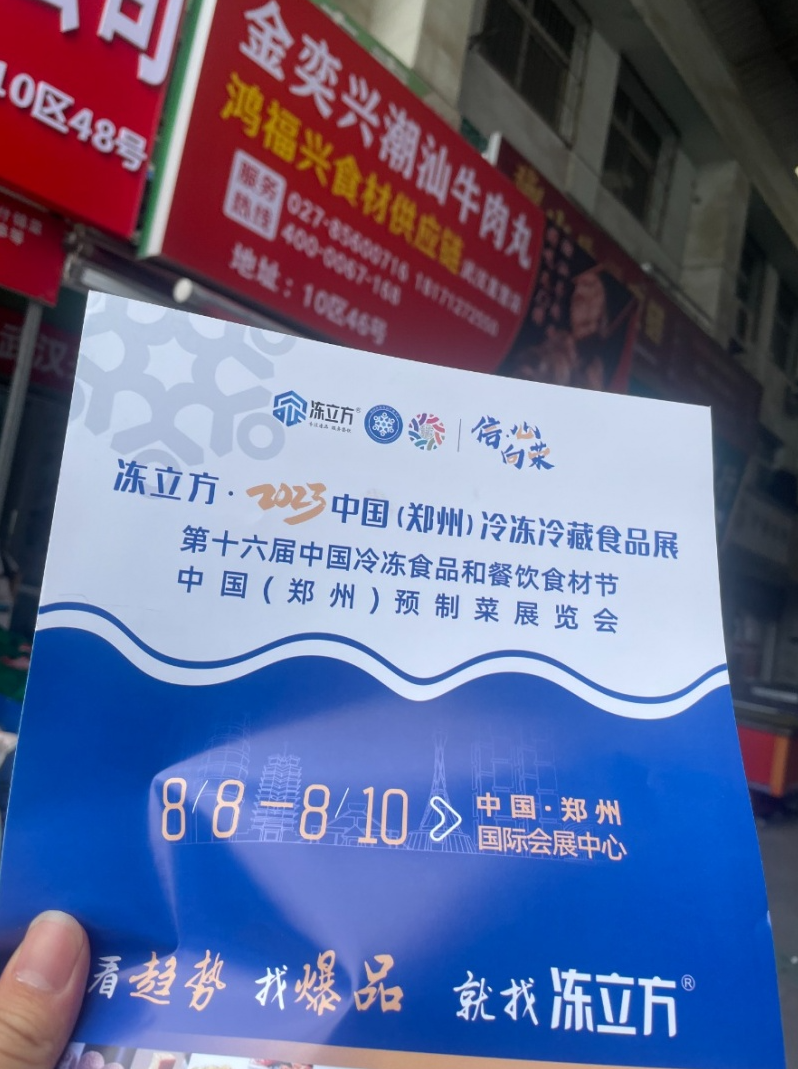 公司
10区48号
金奕兴潮汕牛肉丸
鸿福兴食材供应链
服务热线
027-85600716 18171272558
400-0067-168
地址：10区46号
武汉
冻立方®
信·心向荣
冻立方·2023中国（郑州）冷冻冷藏食品展
第十六届中国冷冻食品和餐饮食材节
中国（郑州）预制菜展览会
8/8—8/10
中国·郑州
国际会展中心
看趋势 找爆品 就找冻立方®